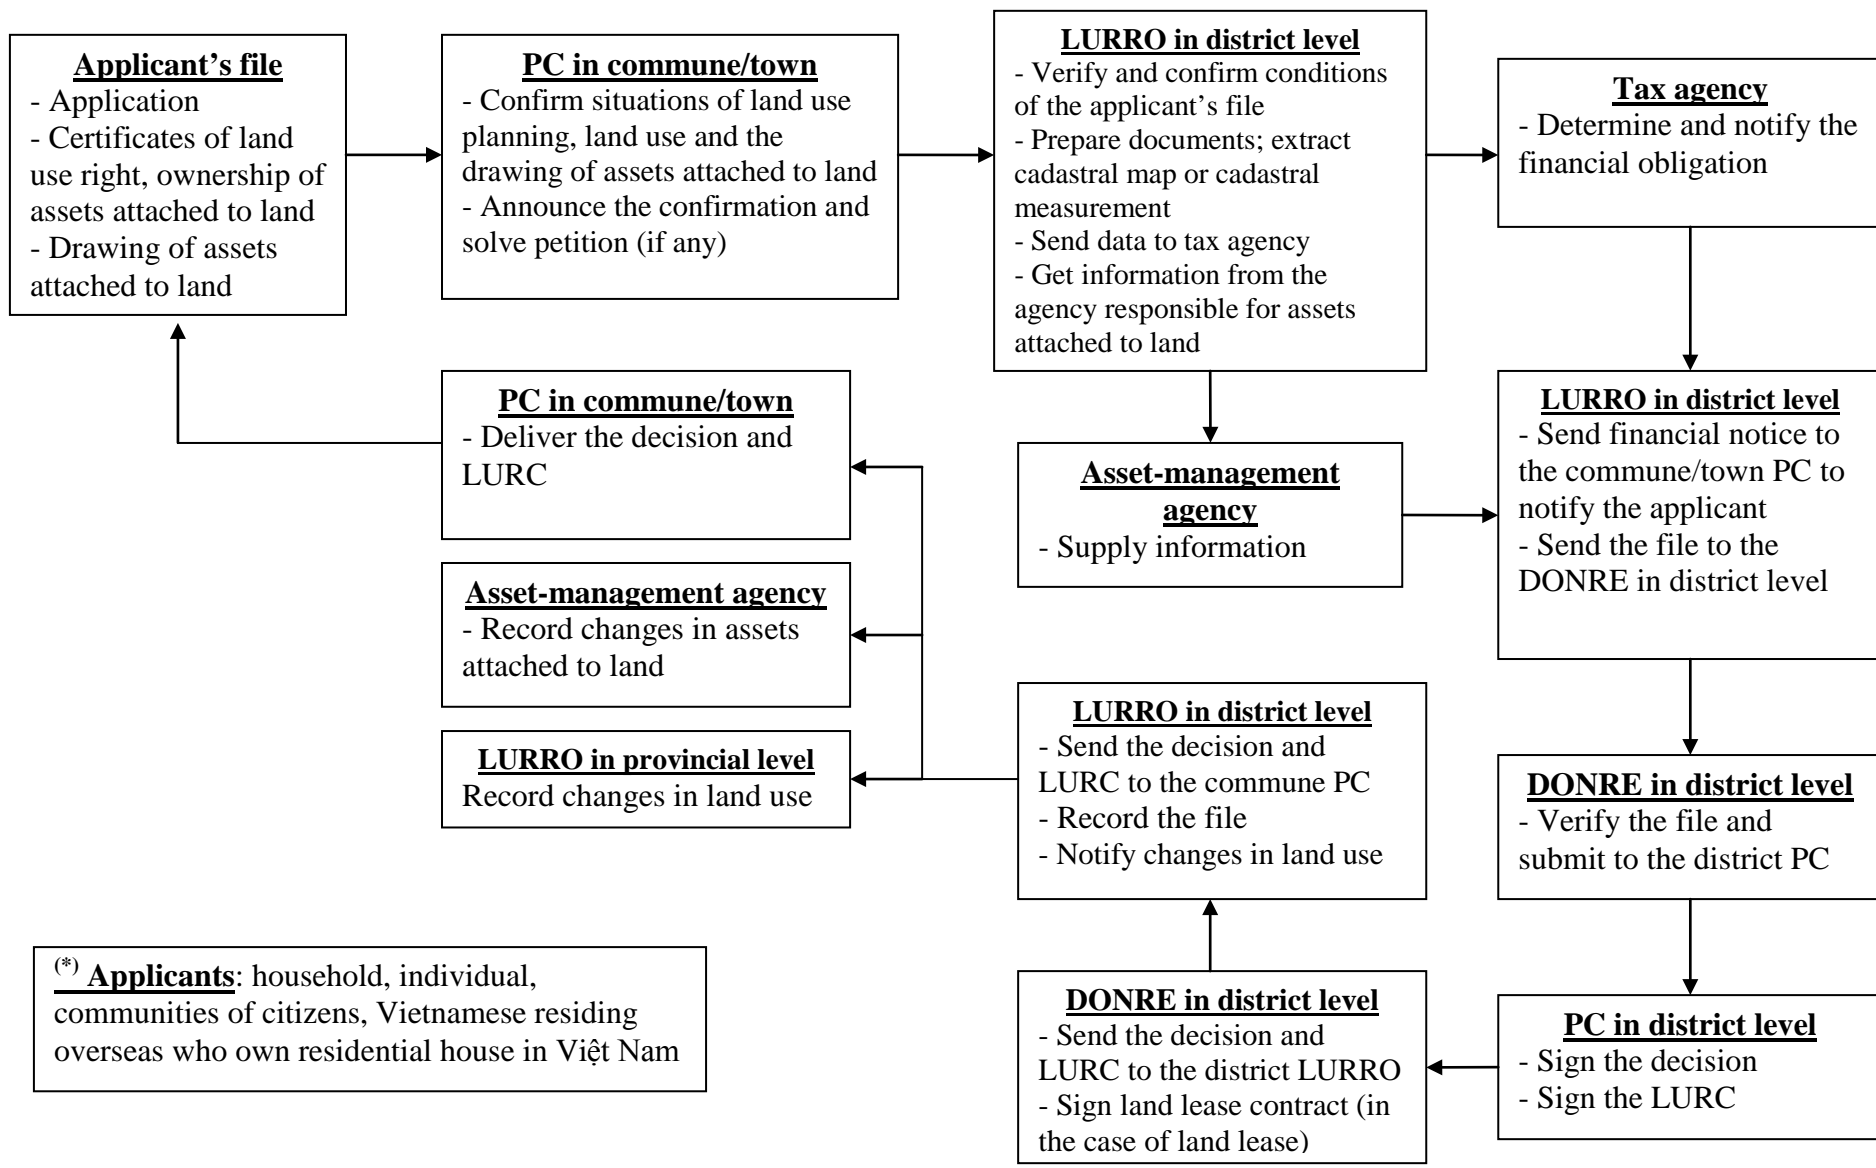 Applicant's file
- Application
- Certificates of land
use right, ownership of
assets attached to land
- Drawing of assets
attached to land
PC in commune/town
- Confirm situations of land use
planning, land use and the
drawing of assets attached to land
- Announce the confirmation and
solve petition (if any)
LURRO in district level
- Verify and confirm conditions
of the applicant's file
- Prepare documents; extract
cadastral map or cadastral
measurement
- Send data to tax agency
- Get information from the
agency responsible for assets
attached to land
Tax agency
- Determine and notify the
financial obligation
Asset-management
agency
- Supply information
LURRO in district level
- Send financial notice to
the commune/town PC to
notify the applicant
- Send the file to the
DONRE in district level
DONRE in district level
- Verify the file and
submit to the district PC
PC in district level
- Sign the decision
- Sign the LURC
DONRE in district level
- Send the decision and
LURC to the district LURRO
- Sign land lease contract (in
the case of land lease)
LURRO in district level
- Send the decision and
LURC to the commune PC
- Record the file
- Notify changes in land use
PC in commune/town
- Deliver the decision and
LURC
Asset-management agency
- Record changes in assets
attached to land
LURRO in provincial level
Record changes in land use
(*) Applicants: household, individual,
communities of citizens, Vietnamese residing
overseas who own residential house in Việt Nam